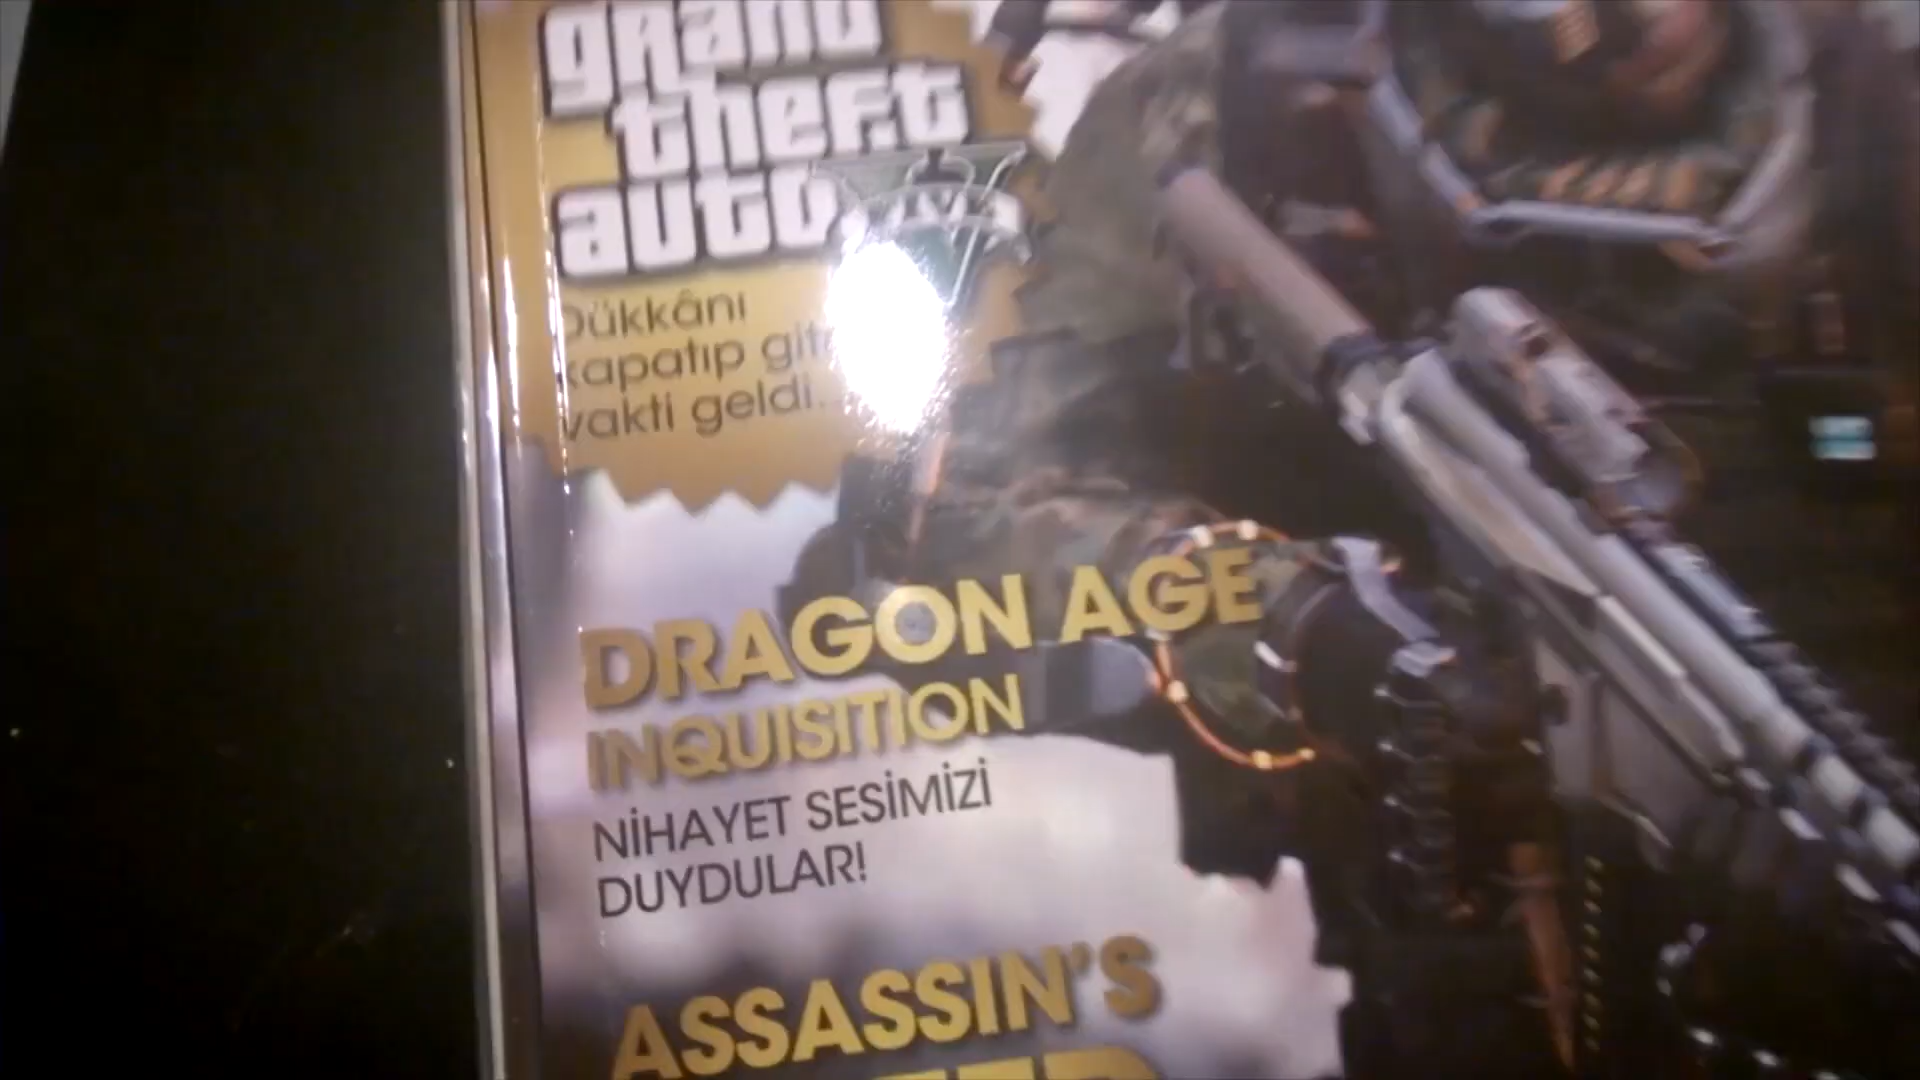 grand
theft
auto V
Dükkânı
kapatıp
vakti geldi...
DRAGON AGE
INQUISITION
NİHAYET SESİMİZİ
DUYDULAR!
ASSASSIN'S